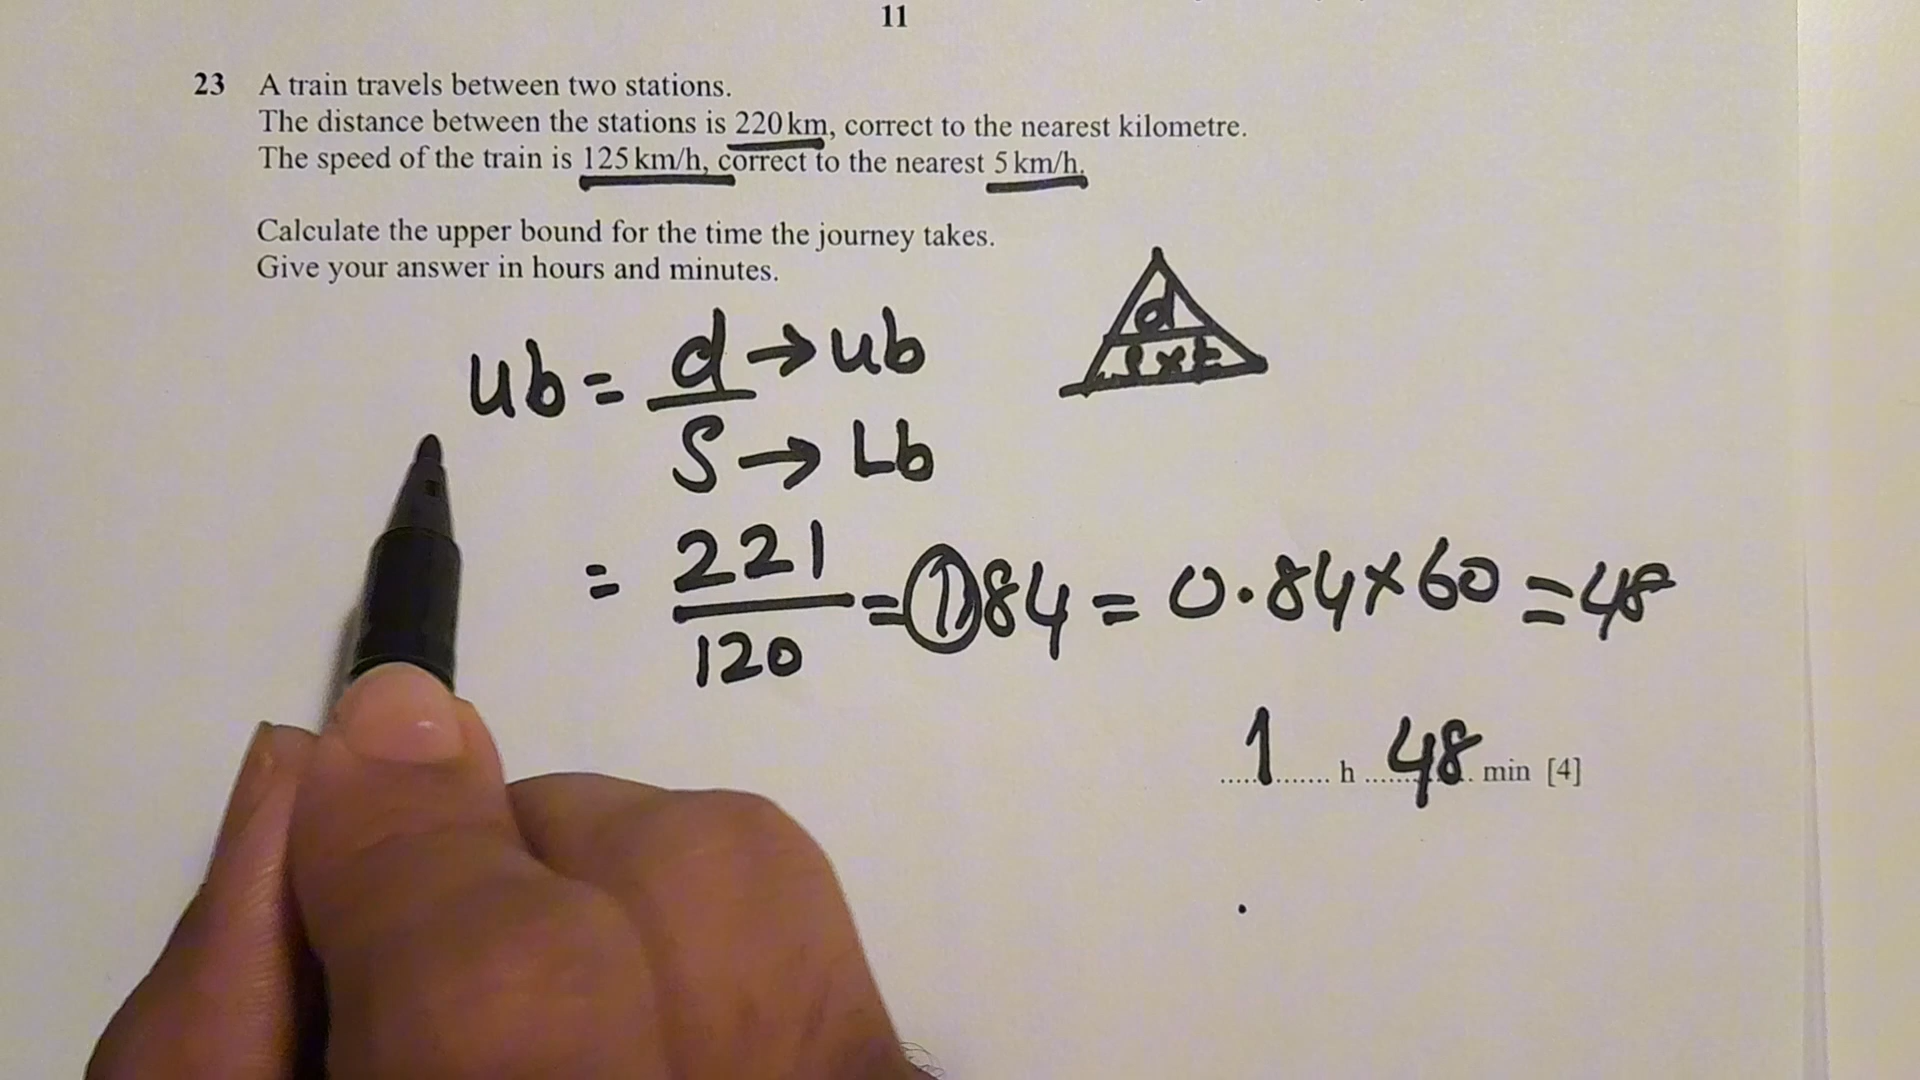 11
23 A train travels between two stations.
The distance between the stations is 220 km, correct to the nearest kilometre.
The speed of the train is 125 km/h, correct to the nearest 5 km/h.
Calculate the upper bound for the time the journey takes.
Give your answer in hours and minutes.
d
s x t
ub = d → ub
S → Lb
= 221 = 1.84 = 0.84 x 60 = 48
120
1 h 48 min [4]